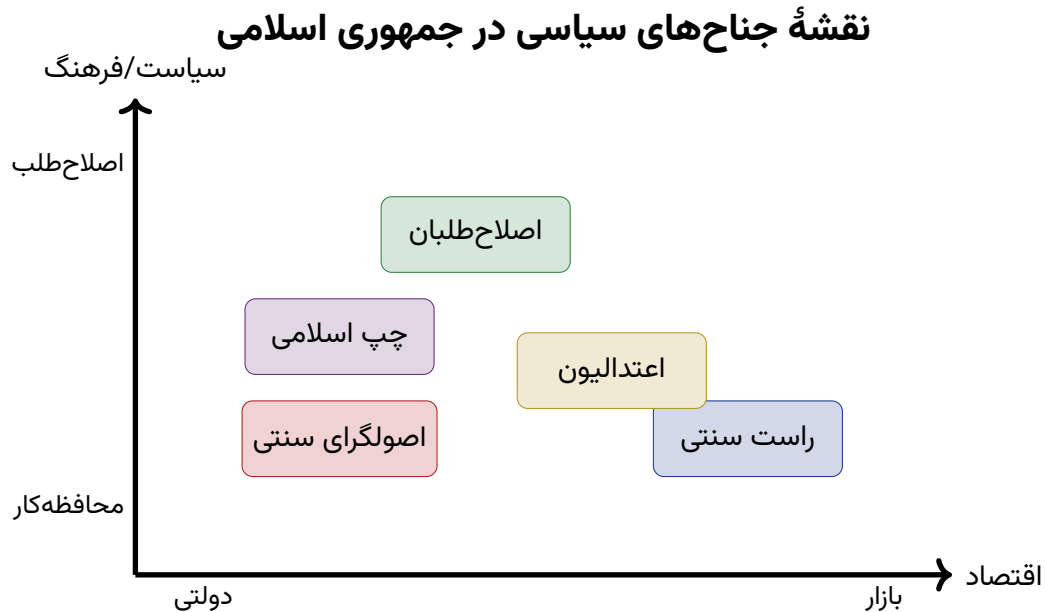 نقشهٔ جناح‌های سیاسی در جمهوری اسلامی
سیاست/فرهنگ
اصلاح‌طلب
اصلاح‌طلبان
چپ اسلامی
اعتدالیون
راست سنتی
اصولگرای سنتی
محافظه‌کار
اقتصاد
بازار
دولتی